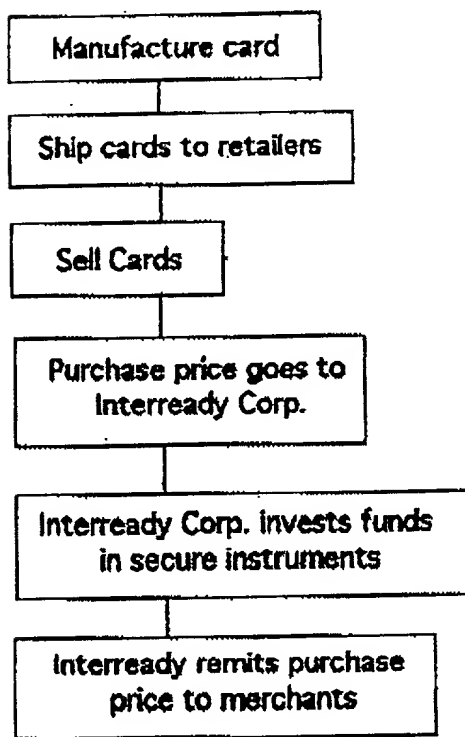 Manufacture card
Ship cards to retailers
Sell Cards
Purchase price goes to
Interready Corp.
Interready Corp. invests funds
in secure instruments
Interready remits purchase
price to merchants